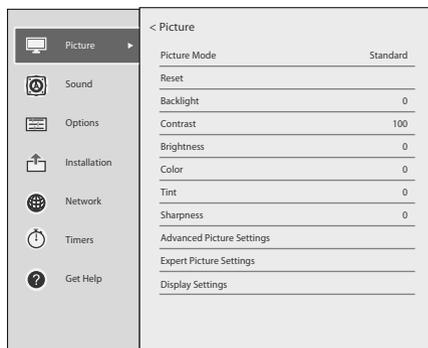 Picture
Sound
Options
Installation
Network
Timers
Get Help
< Picture
Picture Mode Standard
Reset
Backlight 0
Contrast 100
Brightness 0
Color 0
Tint 0
Sharpness 0
Advanced Picture Settings
Expert Picture Settings
Display Settings